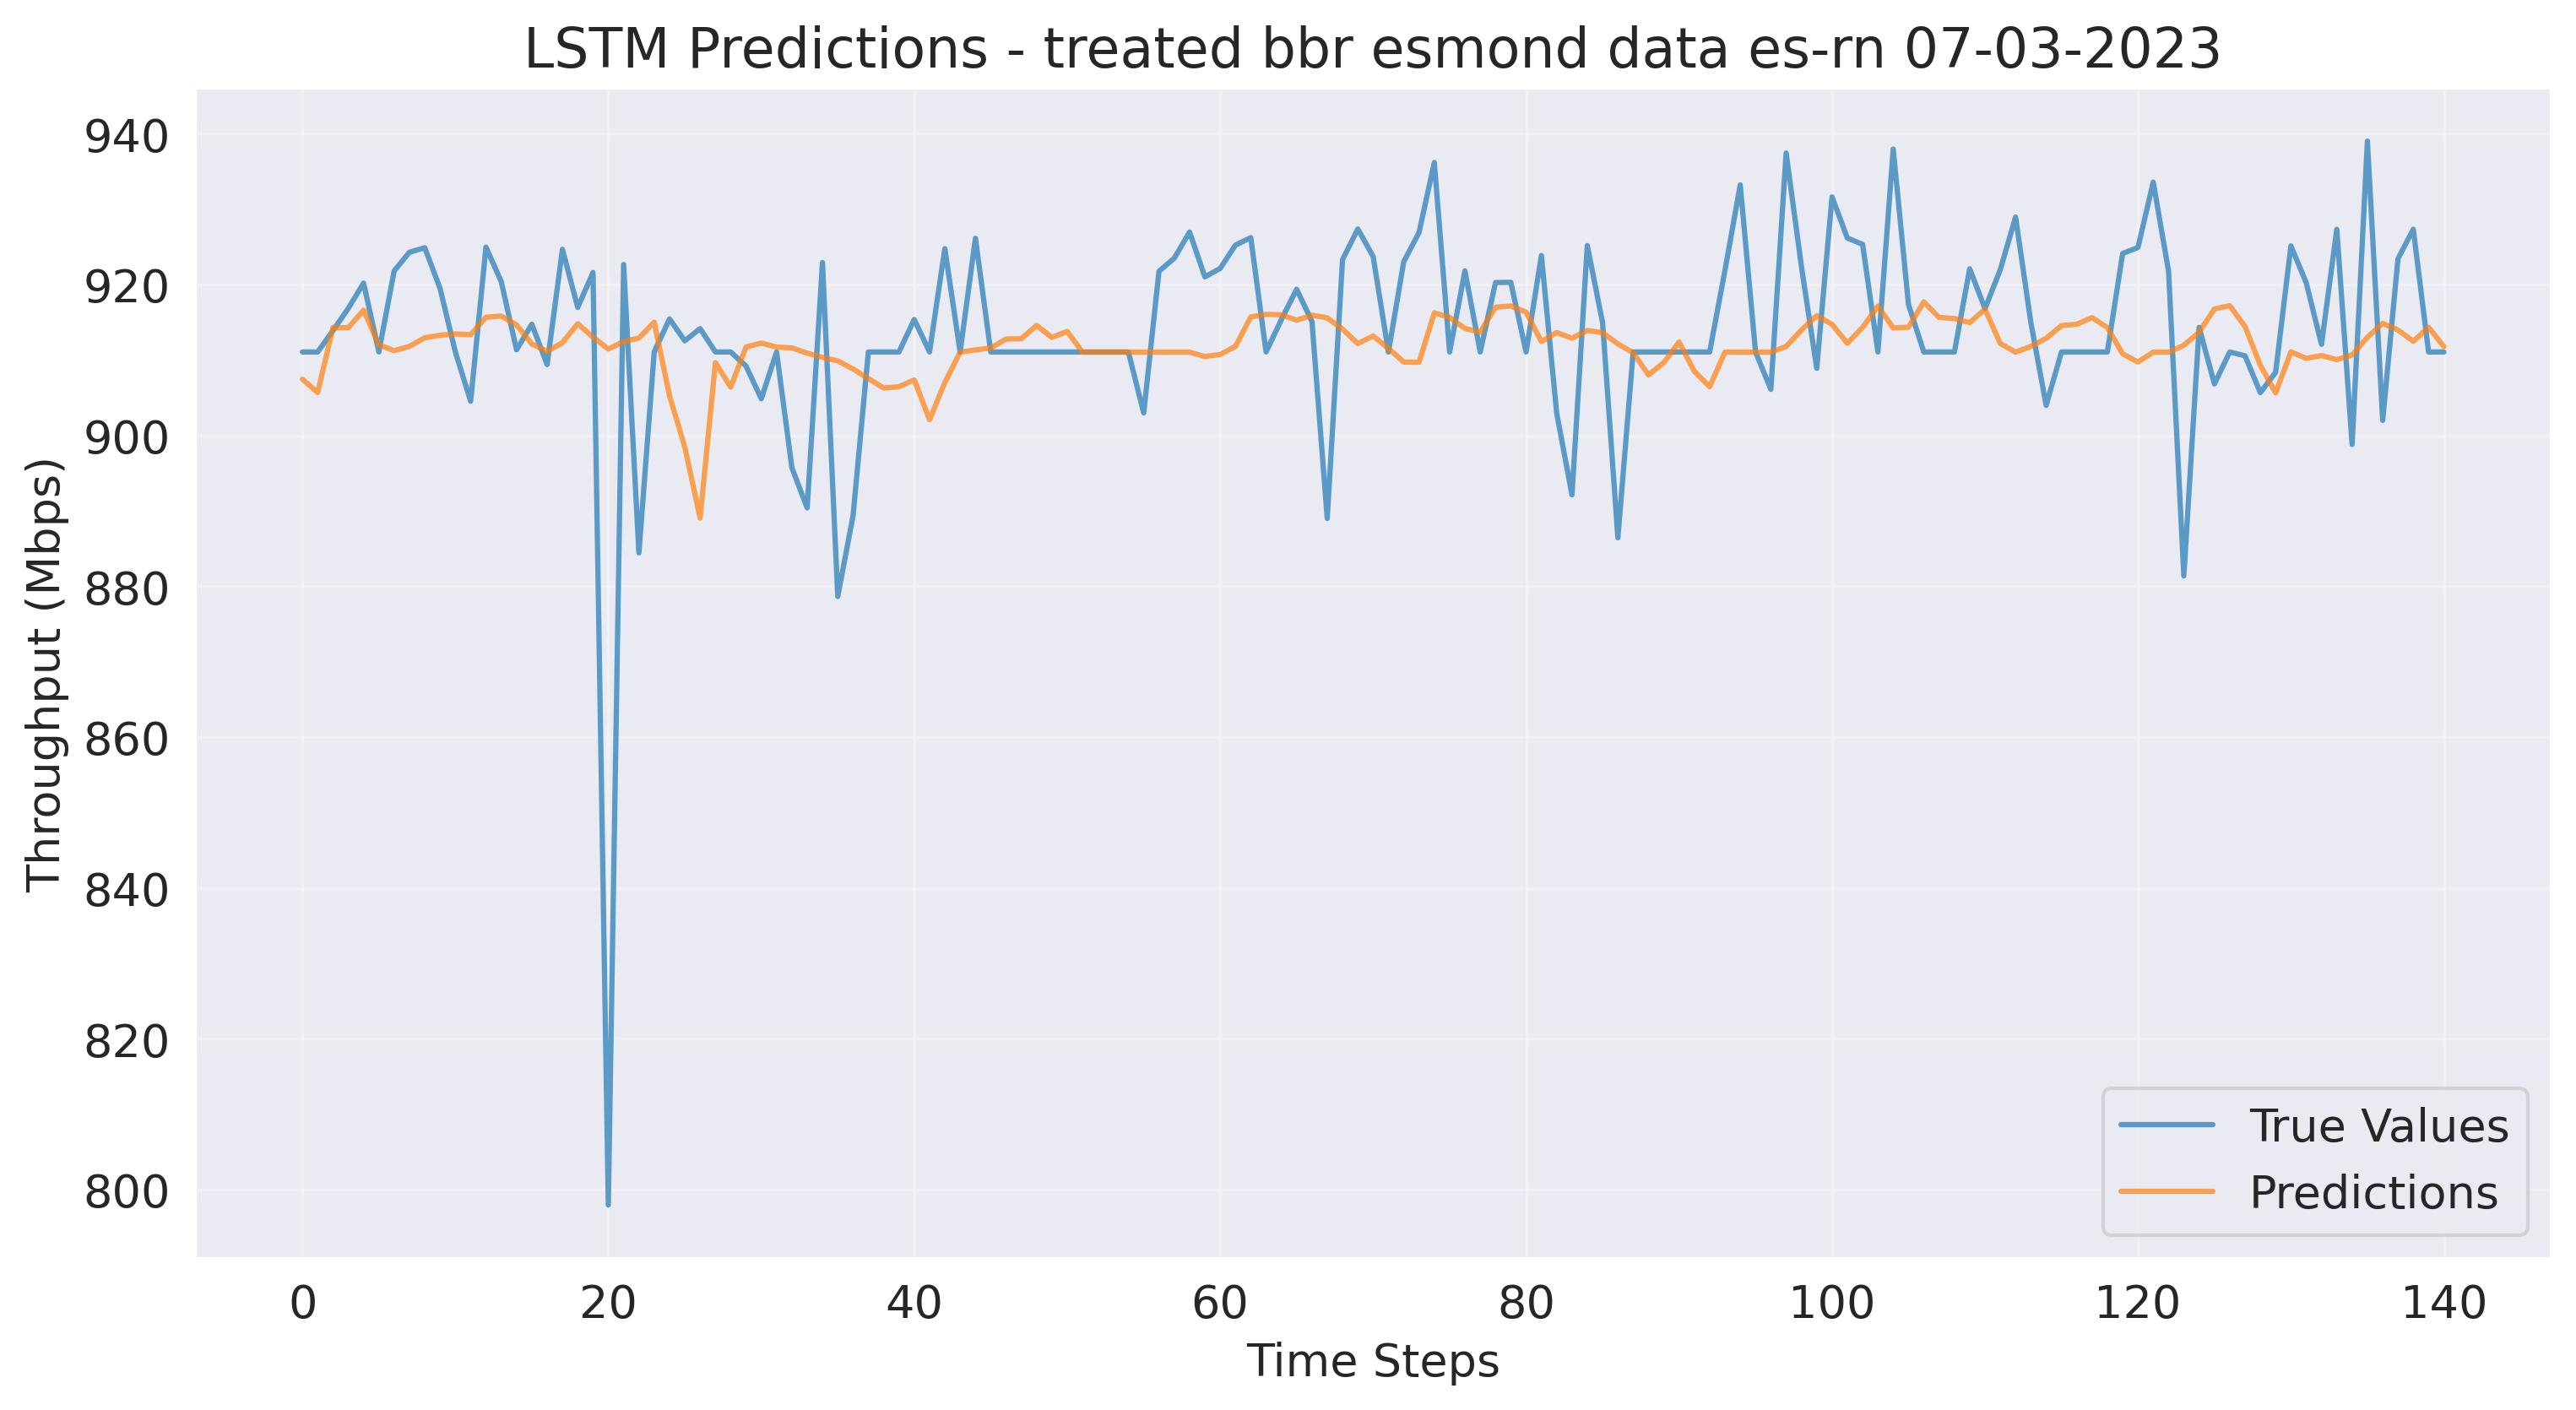 LSTM Predictions - treated bbr esmond data es-rn 07-03-2023
Throughput (Mbps)
940
920
900
880
860
840
820
800
0 20 40 60 80 100 120 140
Time Steps
True Values
Predictions